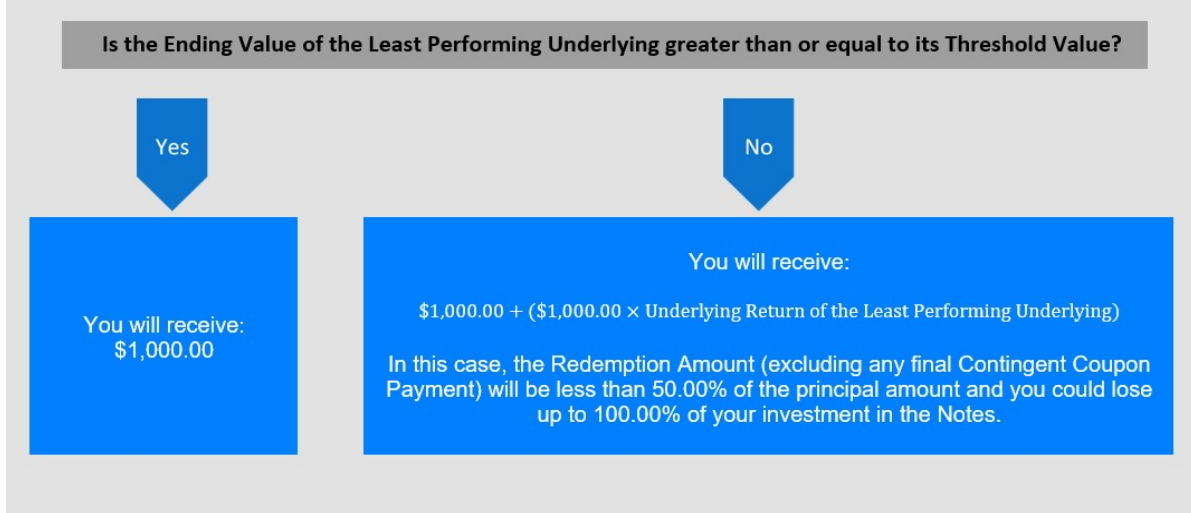 Is the Ending Value of the Least Performing Underlying greater than or equal to its Threshold Value?
Yes
No
You will receive:
$1,000.00
You will receive:
$1,000.00 + ($1,000.00 × Underlying Return of the Least Performing Underlying)
In this case, the Redemption Amount (excluding any final Contingent Coupon
Payment) will be less than 50.00% of the principal amount and you could lose
up to 100.00% of your investment in the Notes.